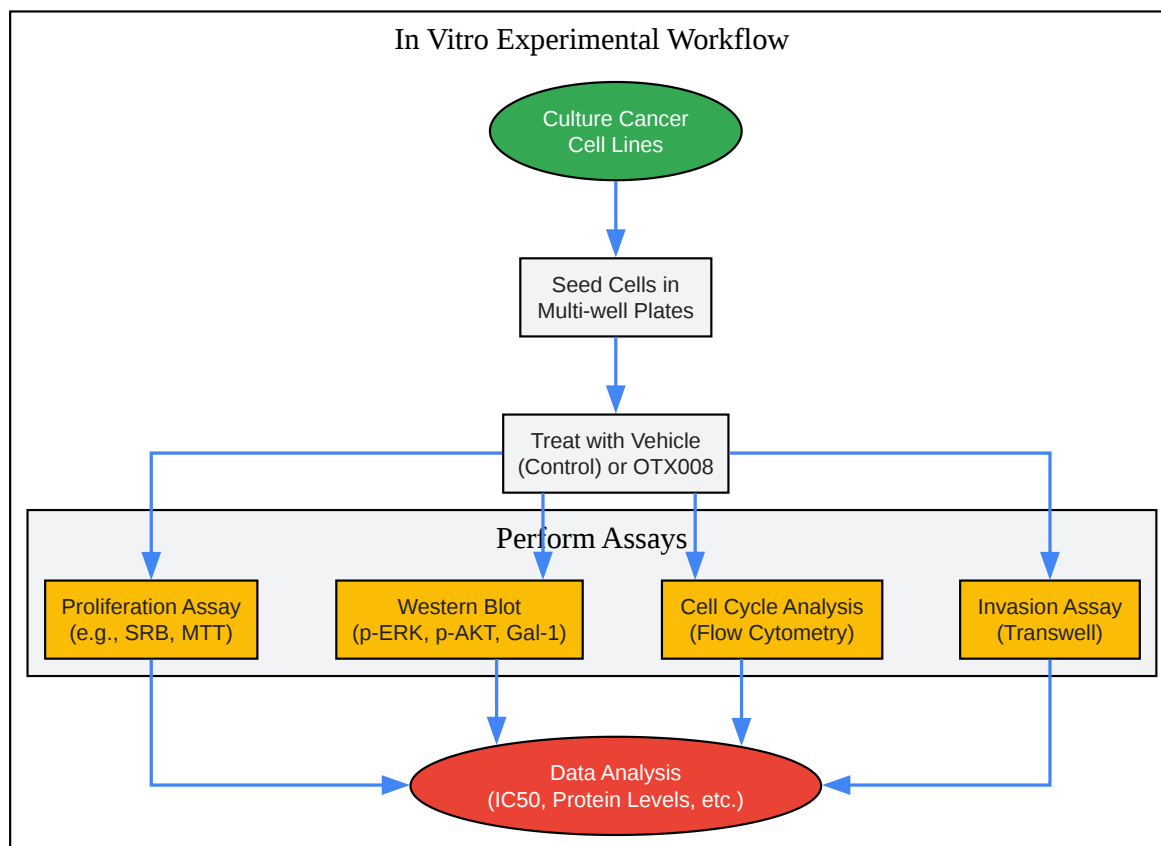 In Vitro Experimental Workflow
Culture Cancer
Cell Lines
Seed Cells in
Multi-well Plates
Treat with Vehicle
(Control) or OTX008
Perform Assays
Proliferation Assay
(e.g., SRB, MTT)
Western Blot
(p-ERK, p-AKT, Gal-1)
Cell Cycle Analysis
(Flow Cytometry)
Invasion Assay
(Transwell)
Data Analysis
(IC50, Protein Levels, etc.)